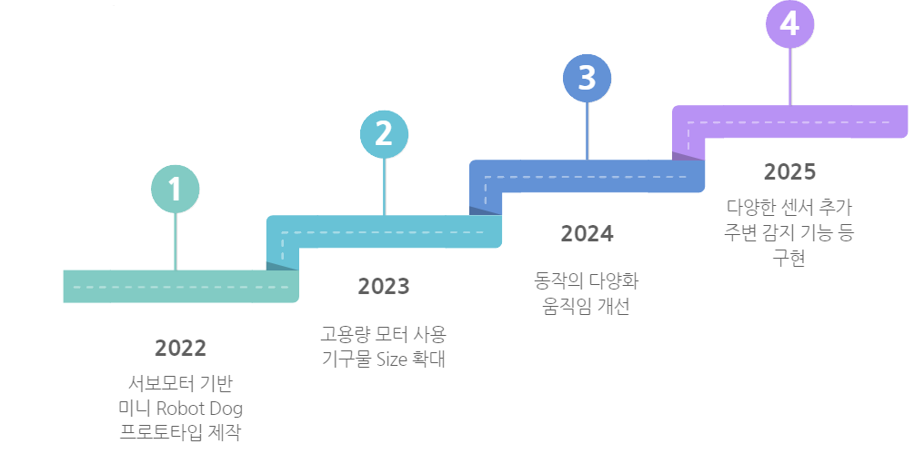 1
2022
서보모터 기반
미니 Robot Dog
프로토타입 제작
2
2023
고용량 모터 사용
기구물 Size 확대
3
2024
동작의 다양화
움직임 개선
4
2025
다양한 센서 추가
주변 감지 기능 등
구현